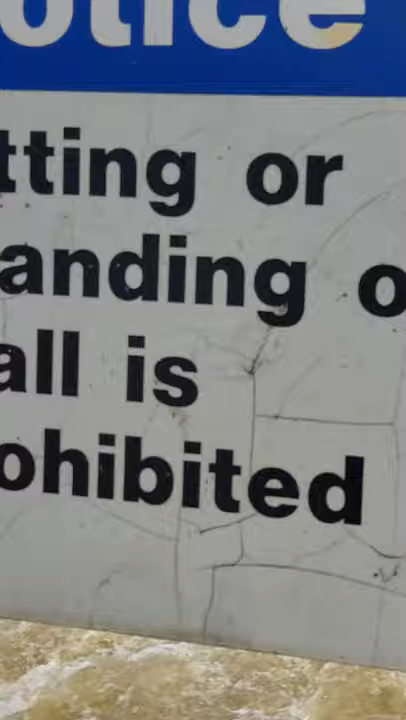 otice
tting or
anding o
all is
ohibited